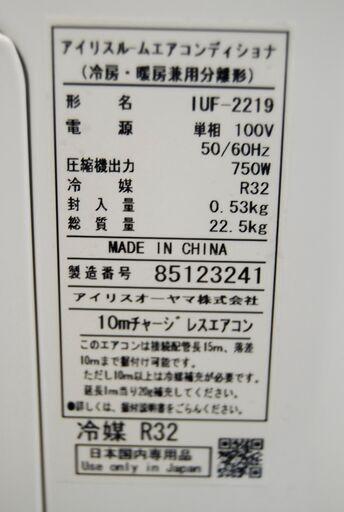 アイリスルームエアコンディショナ
(冷房・暖房兼用分離形)
形 名 IUF-2219
電 源 単相 100V
50/60Hz
圧縮機出力 750W
冷 媒 R32
封 入 量 0.53kg
総 質 量 22.5kg
MADE IN CHINA
製造番号 85123241
アイリスオーヤマ株式会社
10mチャージレスエアコン
このエアコンは接続配管長15m、落差
10mまで据付け可能です。
ただし10m以上は冷媒補充が必要です。
延長1m当り20g補充してください。
●詳しくは、据付説明書をごらんください。
冷媒 R32
日本国内専用品
Use only in Japan